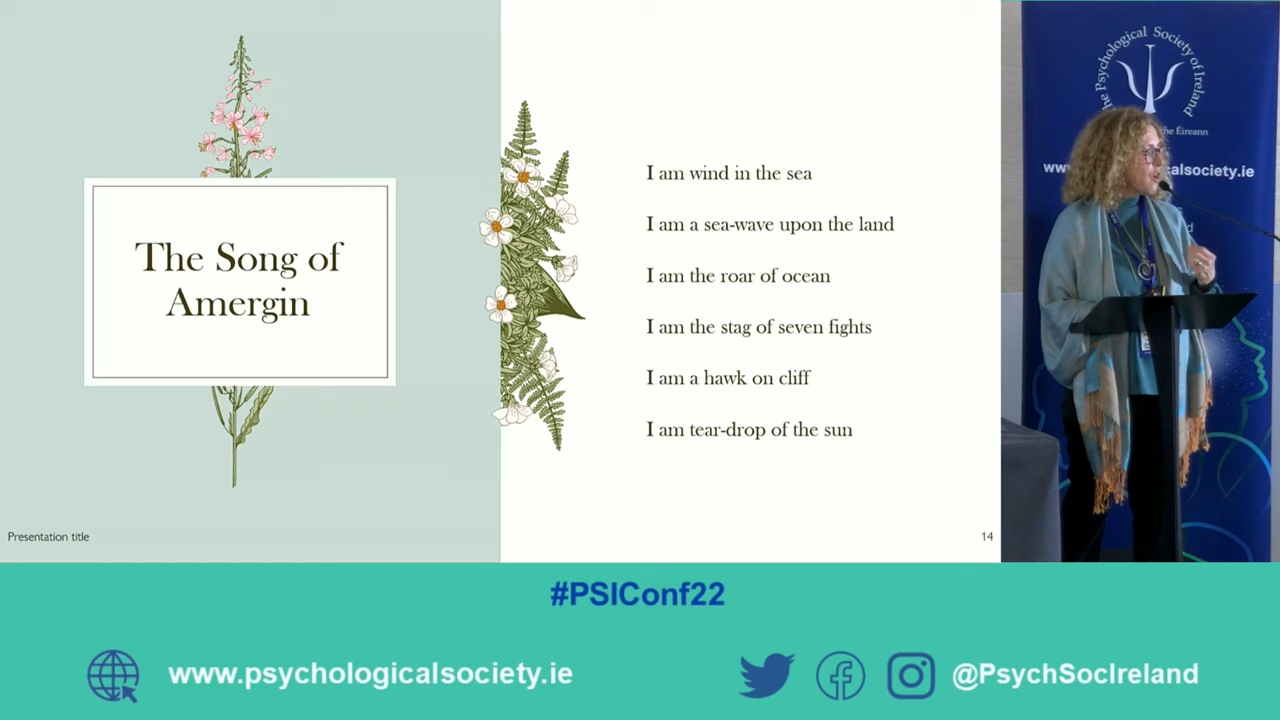 The Song of
Amergin
I am wind in the sea
I am a sea-wave upon the land
I am the roar of ocean
I am the stag of seven fights
I am a hawk on cliff
I am tear-drop of the sun
Presentation title
14
Psychological Society of Ireland
Éireann
www
alsociety.ie
#PSIConf22
www.psychologicalsociety.ie
@PsychSocIreland